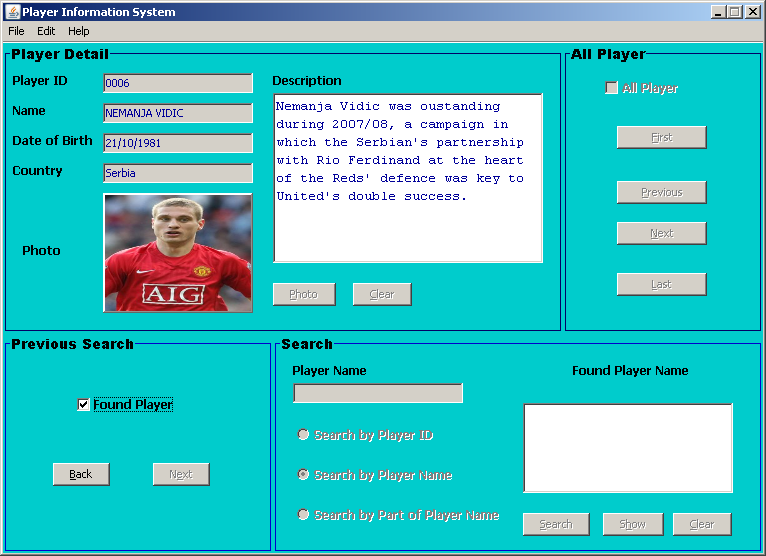 Player Information System
File Edit Help
Player Detail
Player ID
0006
Name
NEMANJA VIDIC
Date of Birth
21/10/1981
Country
Serbia
Photo
AIG
Description
Nemanja Vidic was oustanding
during 2007/08, a campaign in
which the Serbian's partnership
with Rio Ferdinand at the heart
of the Reds' defence was key to
United's double success.
Photo Clear
All Player
All Player
First
Previous
Next
Last
Previous Search
Found Player
Back Next
Search
Player Name
Search by Player ID
Search by Player Name
Search by Part of Player Name
Found Player Name
Search Show Clear